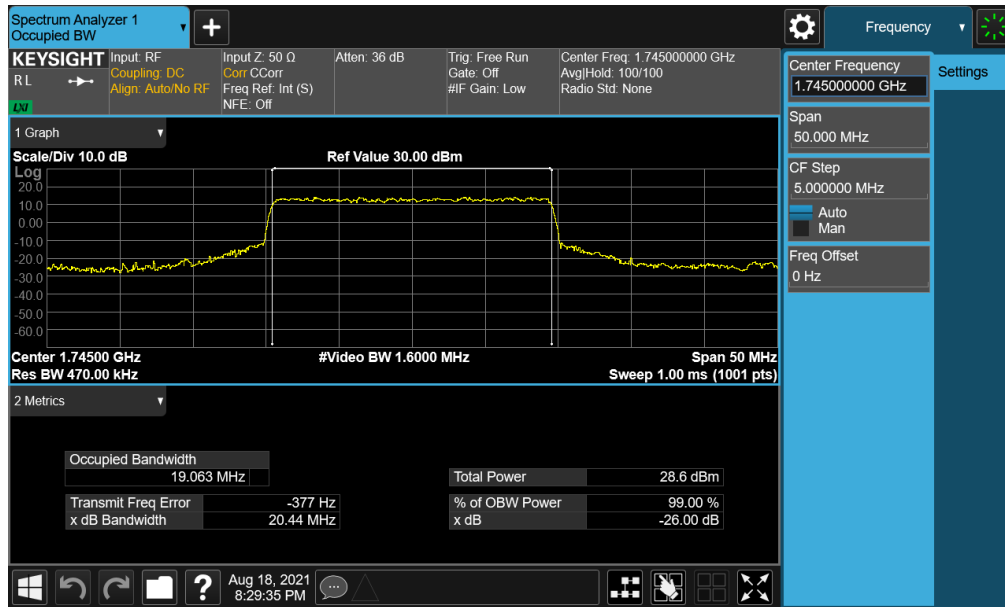 Spectrum Analyzer 1
Occupied BW
Frequency
KEYSIGHT
R L
LXI
Input: RF
Coupling: DC
Align: Auto/No RF
Input Z: 50 Ω
Corr CCorr
Freq Ref: Int (S)
NFE: Off
Atten: 36 dB
Trig: Free Run
Gate: Off
#IF Gain: Low
Center Freq: 1.745000000 GHz
Avg|Hold: 100/100
Radio Std: None
Center Frequency
1.745000000 GHz
Settings
Span
50.000 MHz
CF Step
5.000000 MHz
Auto
Man
Freq Offset
0 Hz
1 Graph
Scale/Div 10.0 dB
Ref Value 30.00 dBm
Log
20.0
10.0
0.00
-10.0
-20.0
-30.0
-40.0
-50.0
-60.0
Center 1.74500 GHz
#Video BW 1.6000 MHz
Span 50 MHz
Res BW 470.00 kHz
Sweep 1.00 ms (1001 pts)
2 Metrics
Occupied Bandwidth
19.063 MHz
Total Power 28.6 dBm
Transmit Freq Error -377 Hz
% of OBW Power 99.00 %
x dB Bandwidth 20.44 MHz
x dB -26.00 dB
?
Aug 18, 2021
8:29:35 PM